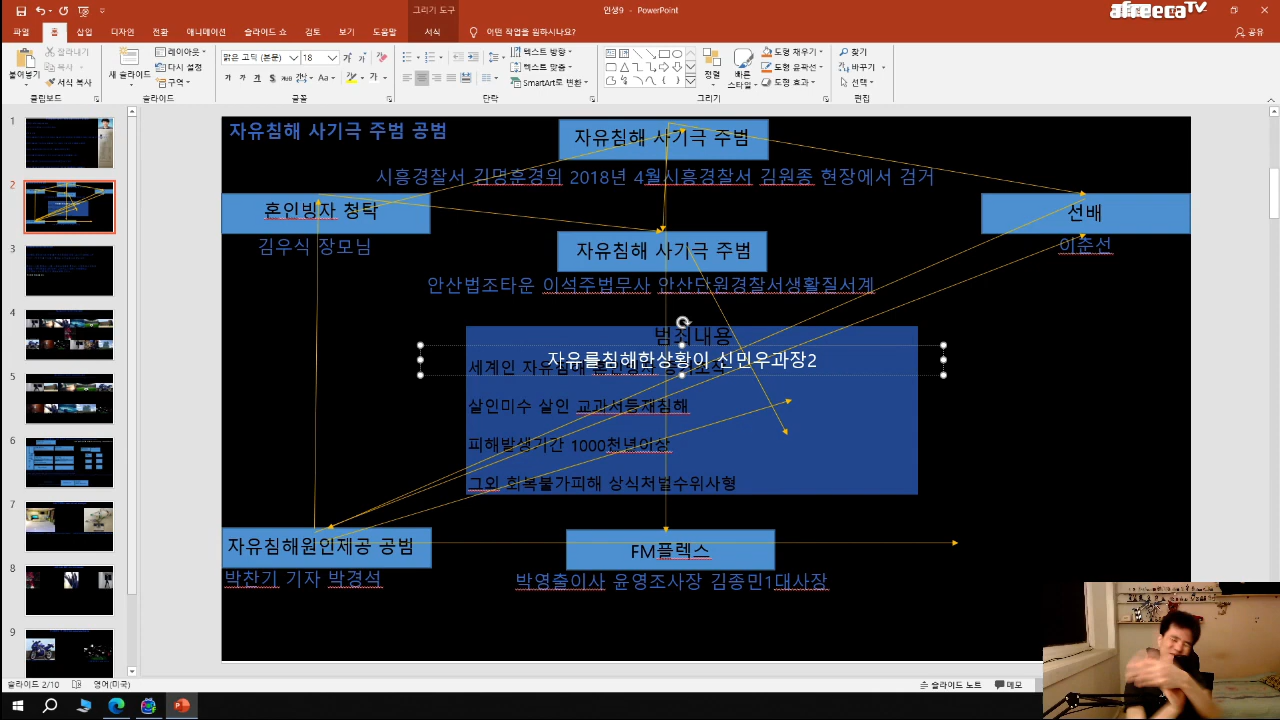 인생9 - PowerPoint
그리기 도구
afreecaTV
파일 홈 삽입 디자인 전환 애니메이션 슬라이드 쇼 검토 보기 도움말 서식 어떤 작업을 원하시나요? 공유
붙여넣기
잘라내기
복사
서식 복사
새 슬라이드
레이아웃
다시 설정
구역
맑은 고딕 (본문) 18
텍스트 방향
텍스트 맞춤
SmartArt로 변환
정렬
빠른 스타일
도형 채우기
도형 윤곽선
도형 효과
찾기
바꾸기
선택
클립보드 슬라이드 글꼴 단락 그리기 편집
1
2
3
4
5
6
7
8
9
자유침해 사기극 주범 공범
자유침해 사기극 주범
시흥경찰서 김명훈경위 2018년 4월시흥경찰서 김원종 현장에서 검거
혼인빙자 청탁
선배
김우식 장모님
자유침해 사기극 주범
이준선
안산법조타운 이석주법무사 안산단원경찰서생활질서계
범죄내용
자유를침해한상황이 신민우과장2
세계인 자유침해
살인미수 살인 교과서등재침해
피해발생기간 1000천년이상
그외 회복불가피해 상식처벌수위사형
자유침해원인제공 공범
FM플렉스
박찬기 기자 박경석
박영출이사 윤영조사장 김종민1대사장
슬라이드 2/10 영어(미국) 슬라이드 노트 메모